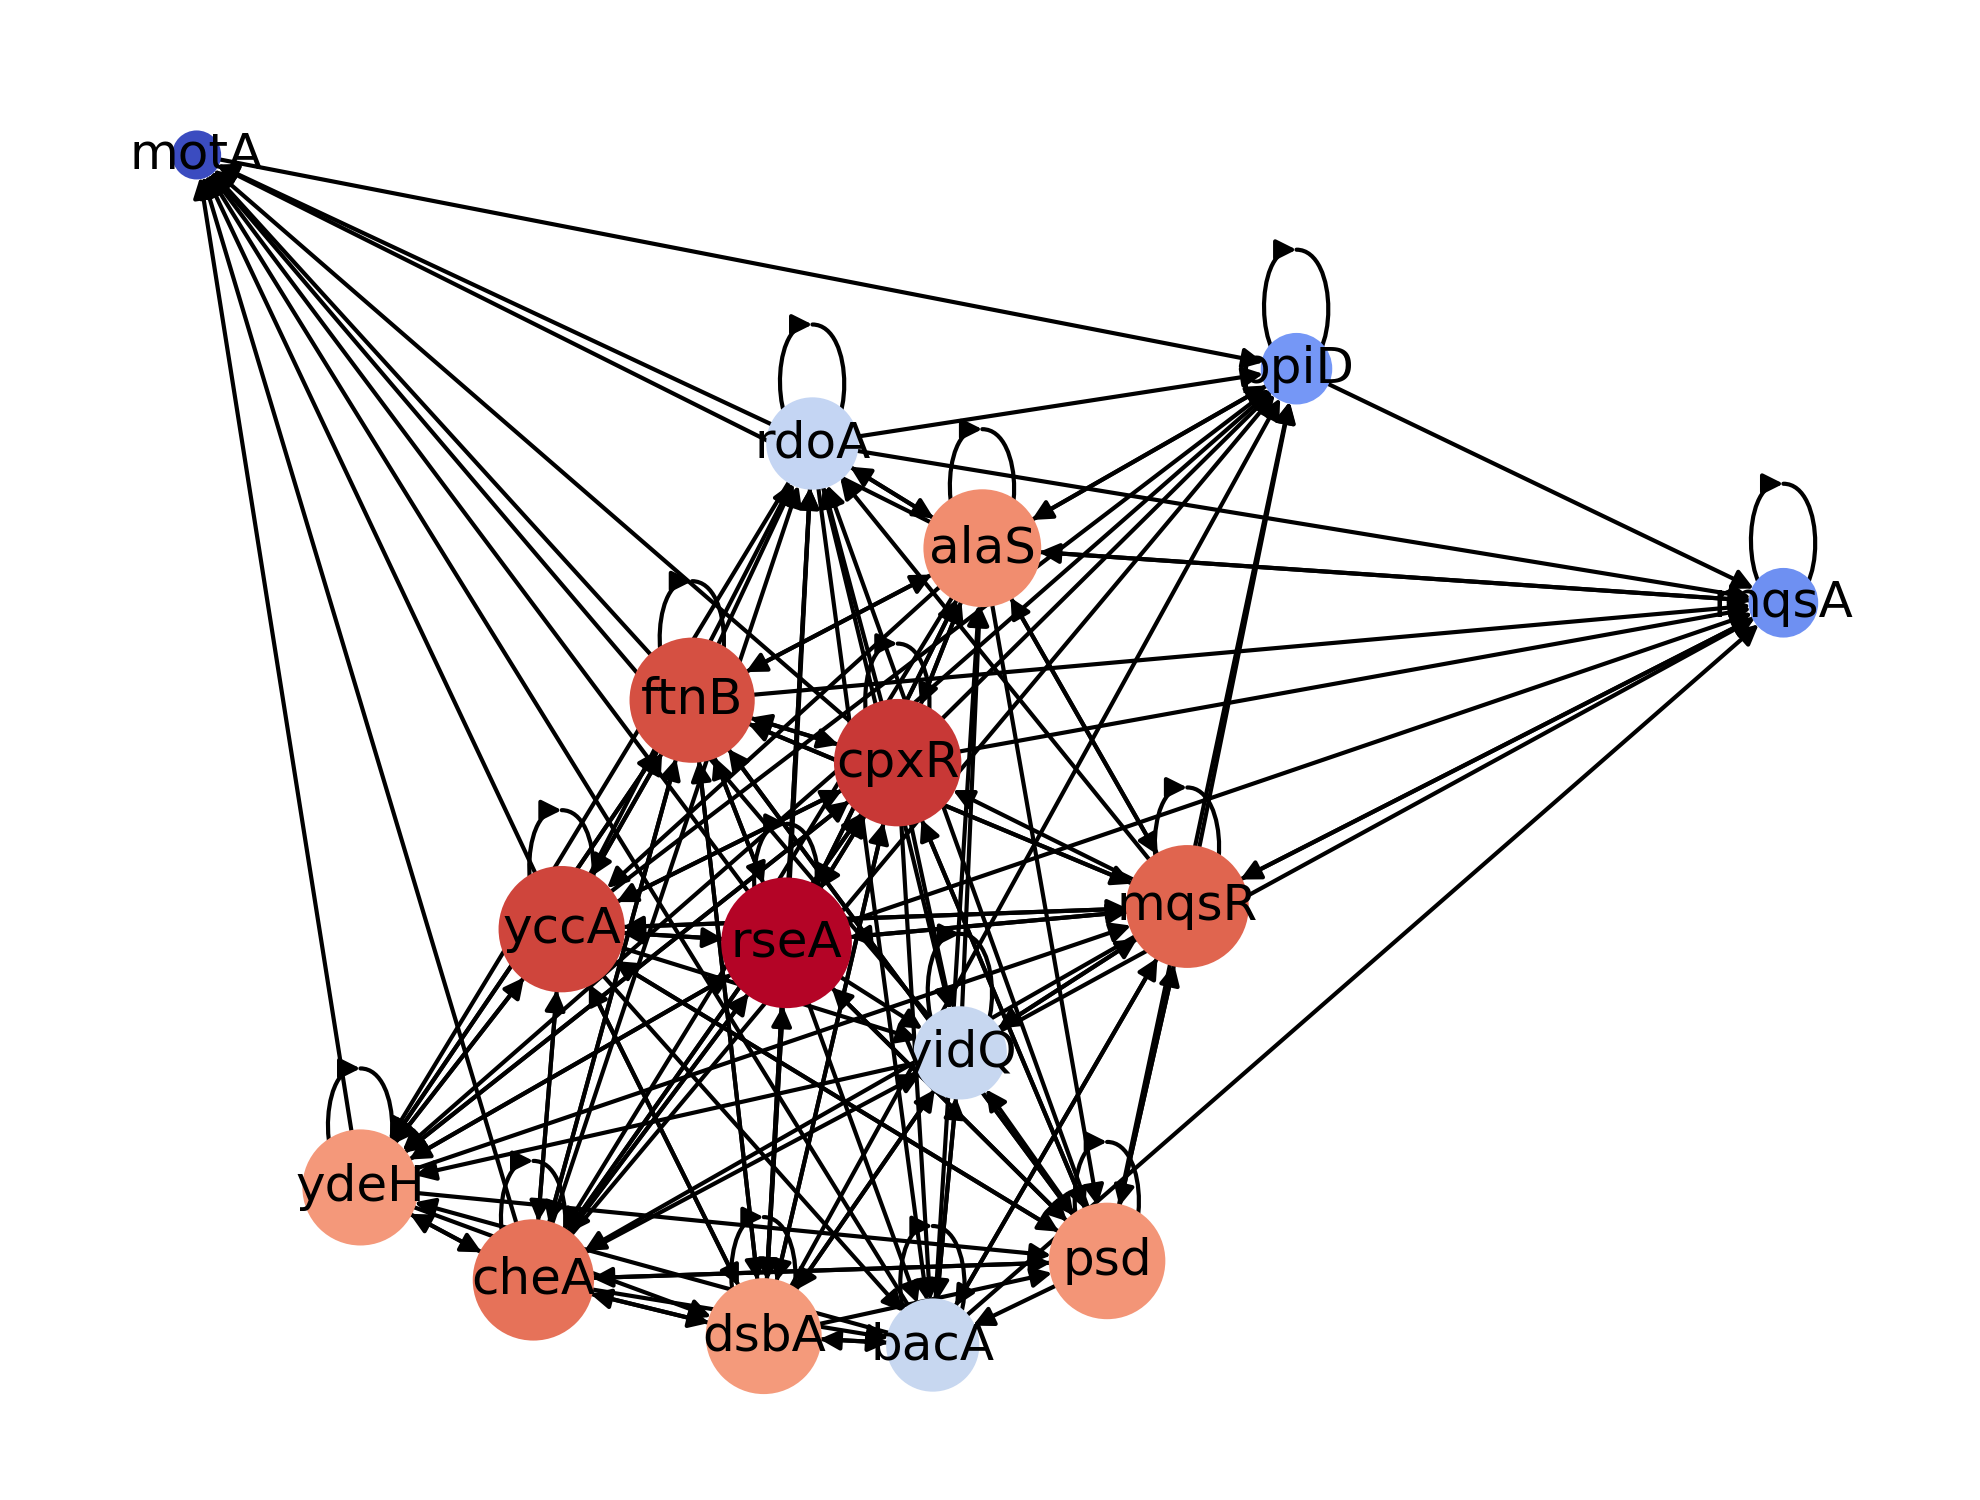 motA
ppiD
rdoA
alaS
mqsA
ftnB
cpxR
mqsR
yccA
rseA
yidQ
ydeH
psd
cheA
dsbA
bacA